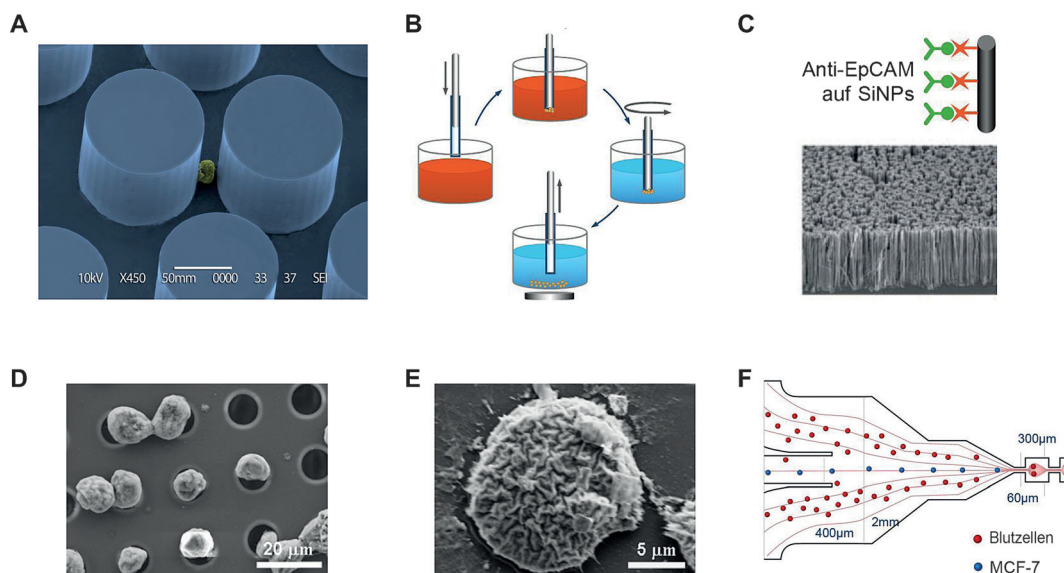 A
10kV X450 50mm 0000 33 37 SEI
B
C
Anti-EpCAM
auf SiNPs
D
20 µm
E
5 µm
F
300µm
60µm
2mm
400µm
Blutzellen
MCF-7